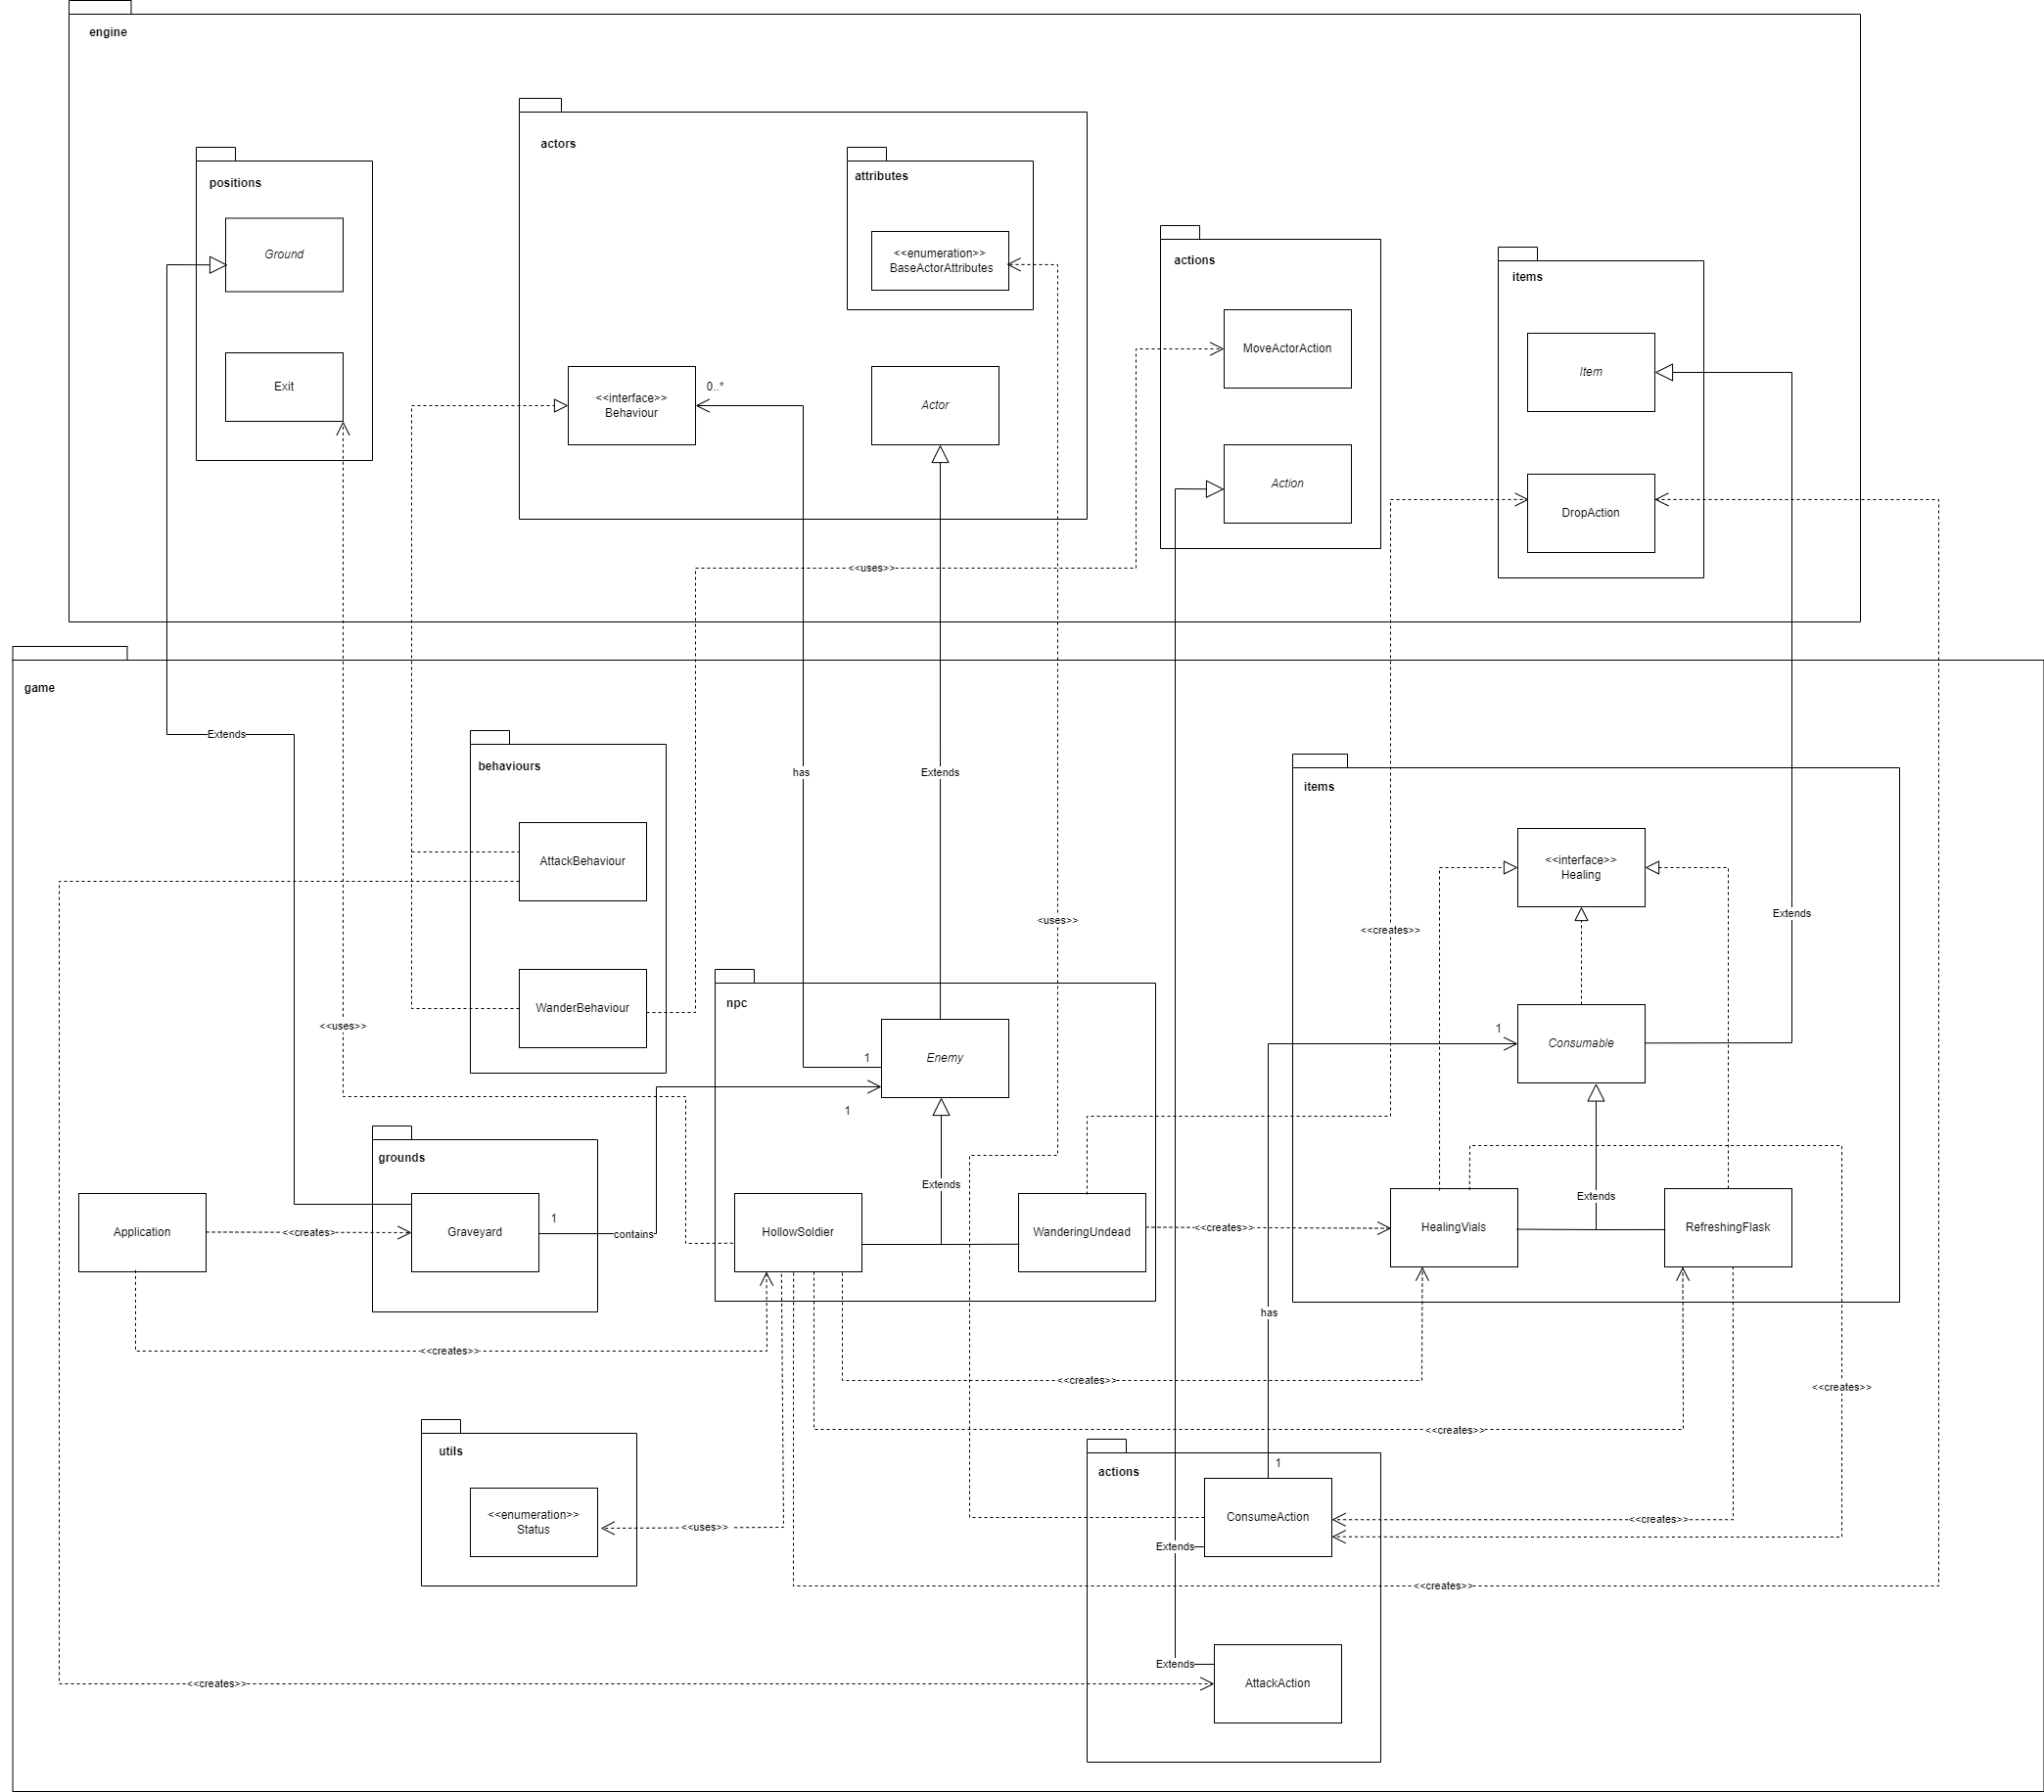 engine
actors
positions
attributes
Ground
<<enumeration>>
BaseActorAttributes
actions
items
MoveActorAction
Item
Exit
<<interface>>
Behaviour
0..*
Actor
Action
DropAction
<<uses>>
game
Extends
behaviours
has
Extends
items
AttackBehaviour
<<interface>>
Healing
Extends
<uses>>
<<creates>>
WanderBehaviour
npc
<<uses>>
1
Enemy
1
Consumable
1
grounds
Extends
Extends
Application
<<creates>
Graveyard
1
contains
HollowSoldier
WanderingUndead
<<creates>>
HealingVials
RefreshingFlask
has
<<creates>>
<<creates>>
<<creates>>
<<creates>>
utils
1
actions
<<enumeration>>
Status
<<uses>>
ConsumeAction
<<creates>>
Extends
<<creates>>
Extends
<<creates>>
AttackAction